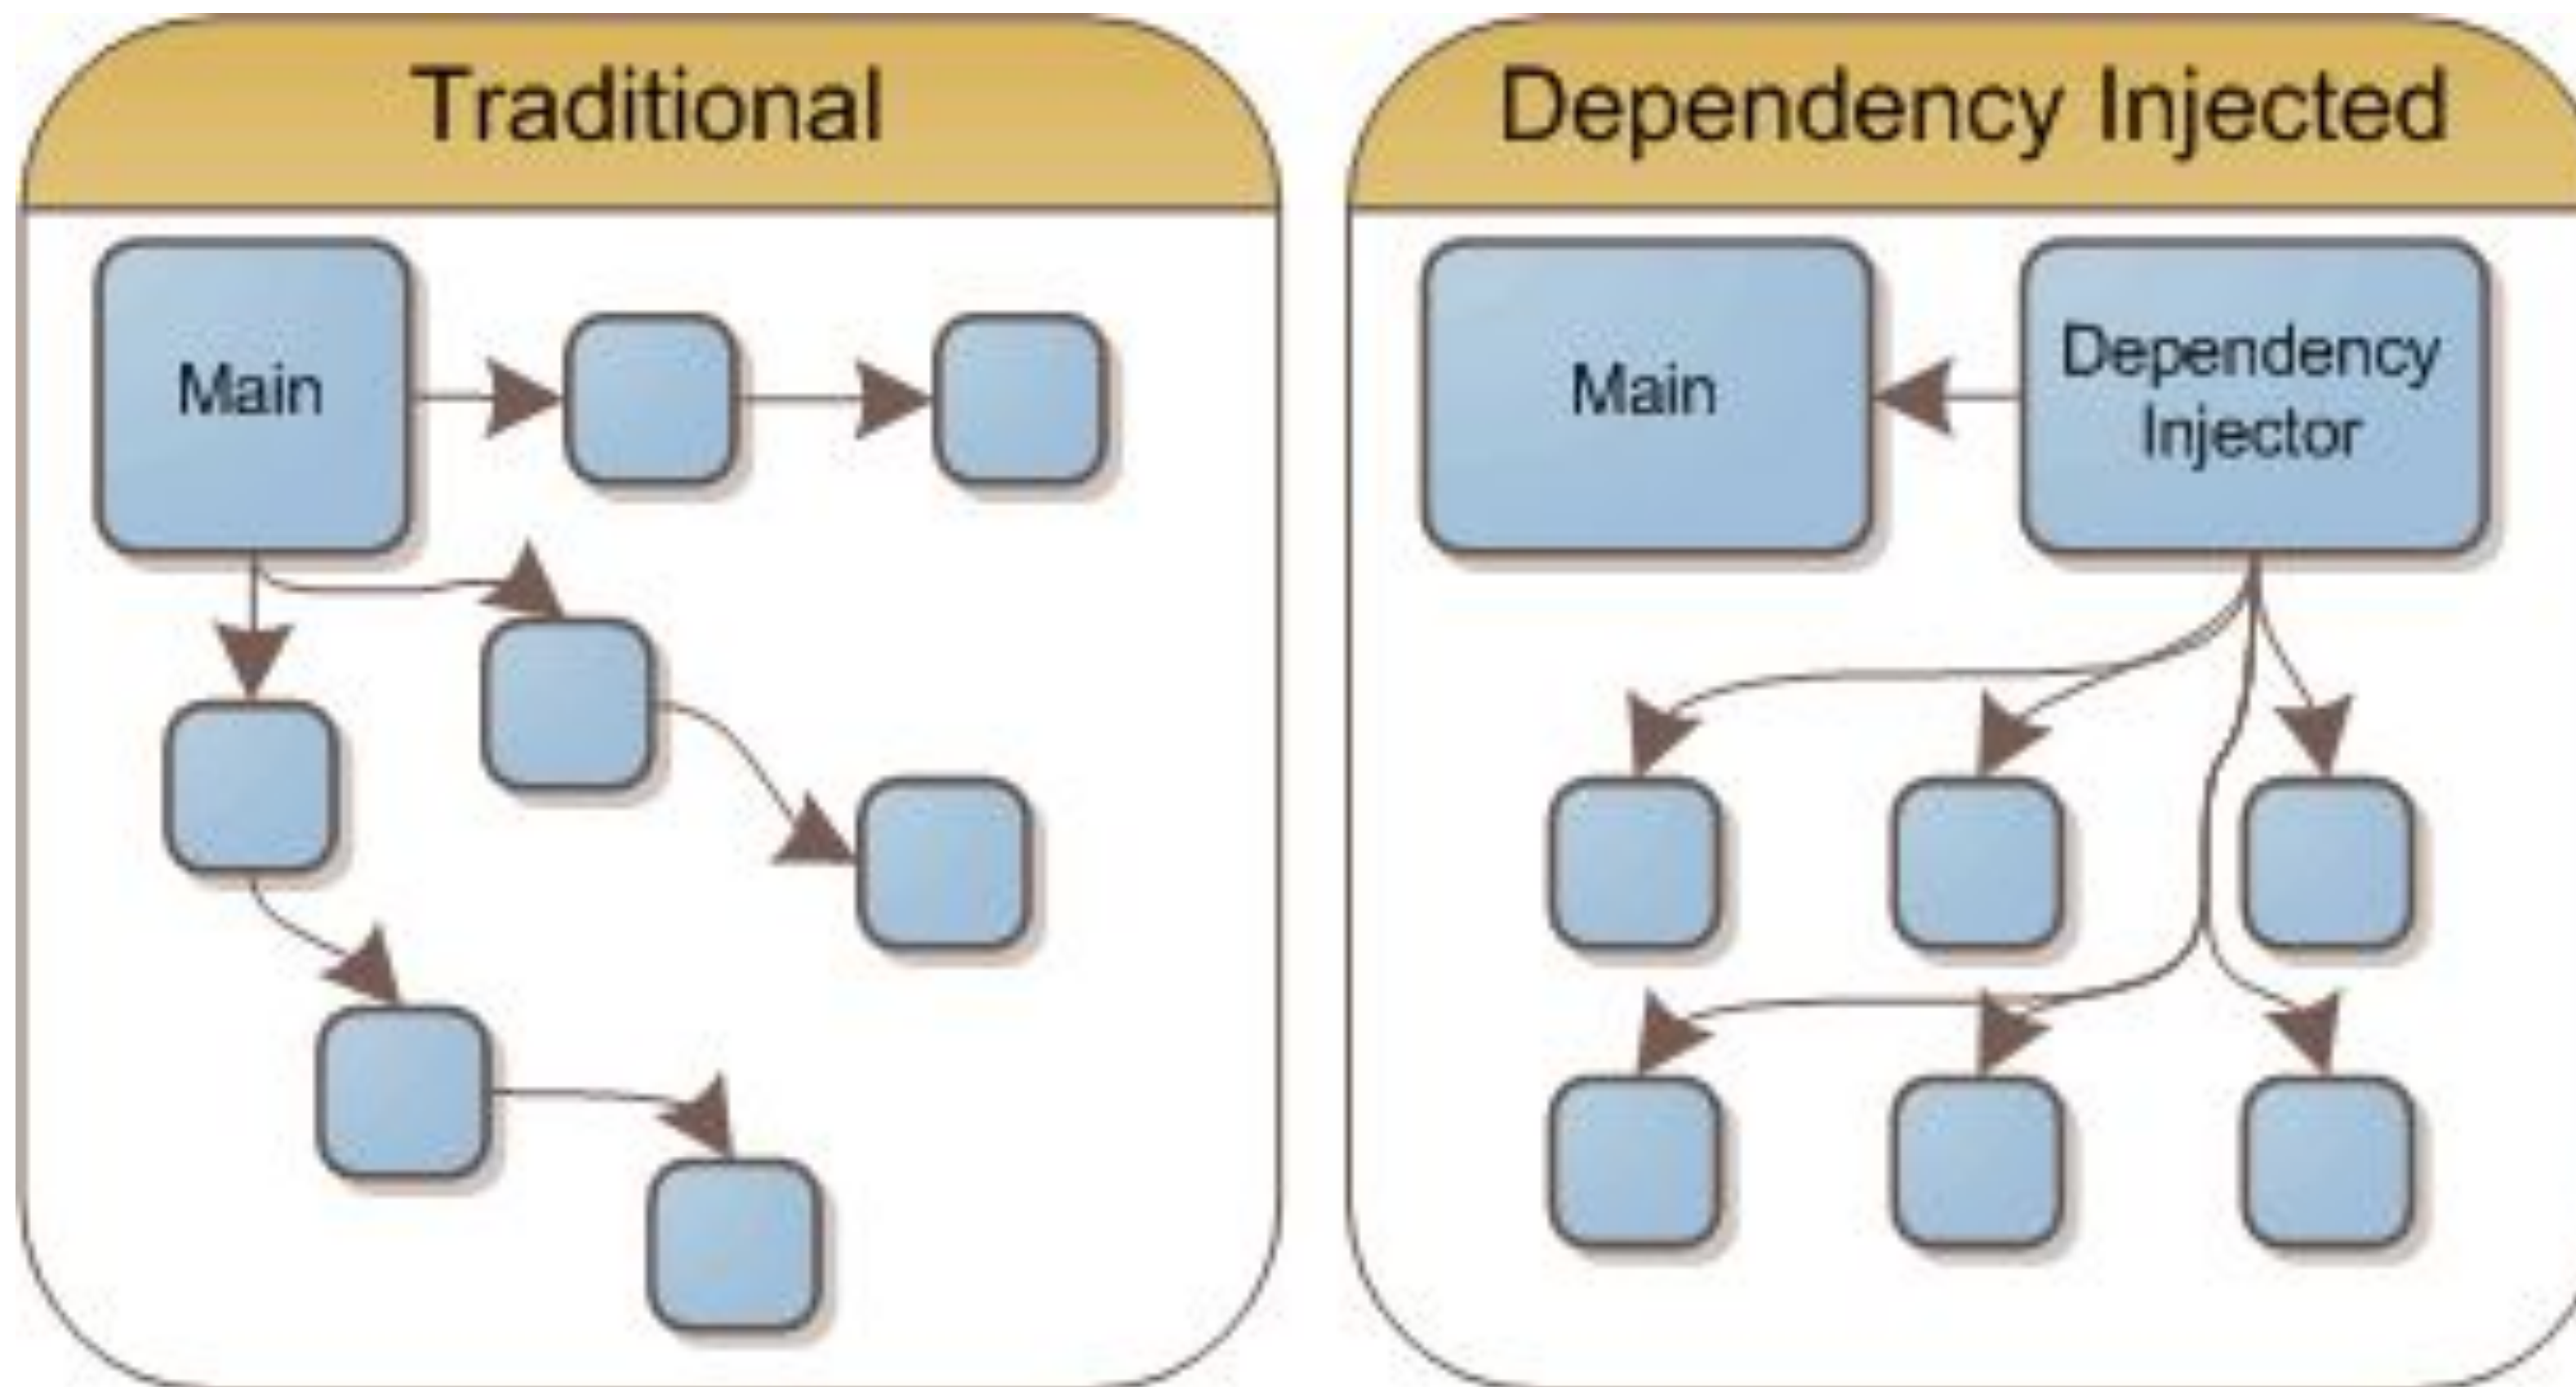 Traditional
Main
Dependency Injected
Main
Dependency
Injector